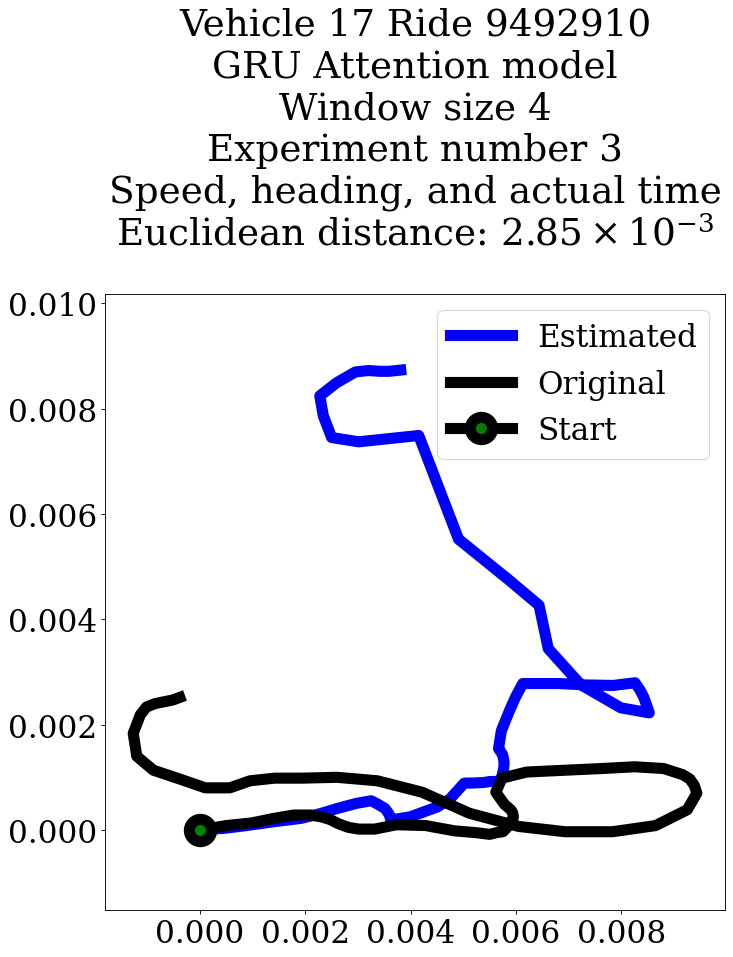 Vehicle 17 Ride 9492910
GRU Attention model
Window size 4
Experiment number 3
Speed, heading, and actual time
Euclidean distance: 2.85 × 10⁻³
0.010
0.008
0.006
0.004
0.002
0.000
Estimated
Original
Start
0.000 0.002 0.004 0.006 0.008